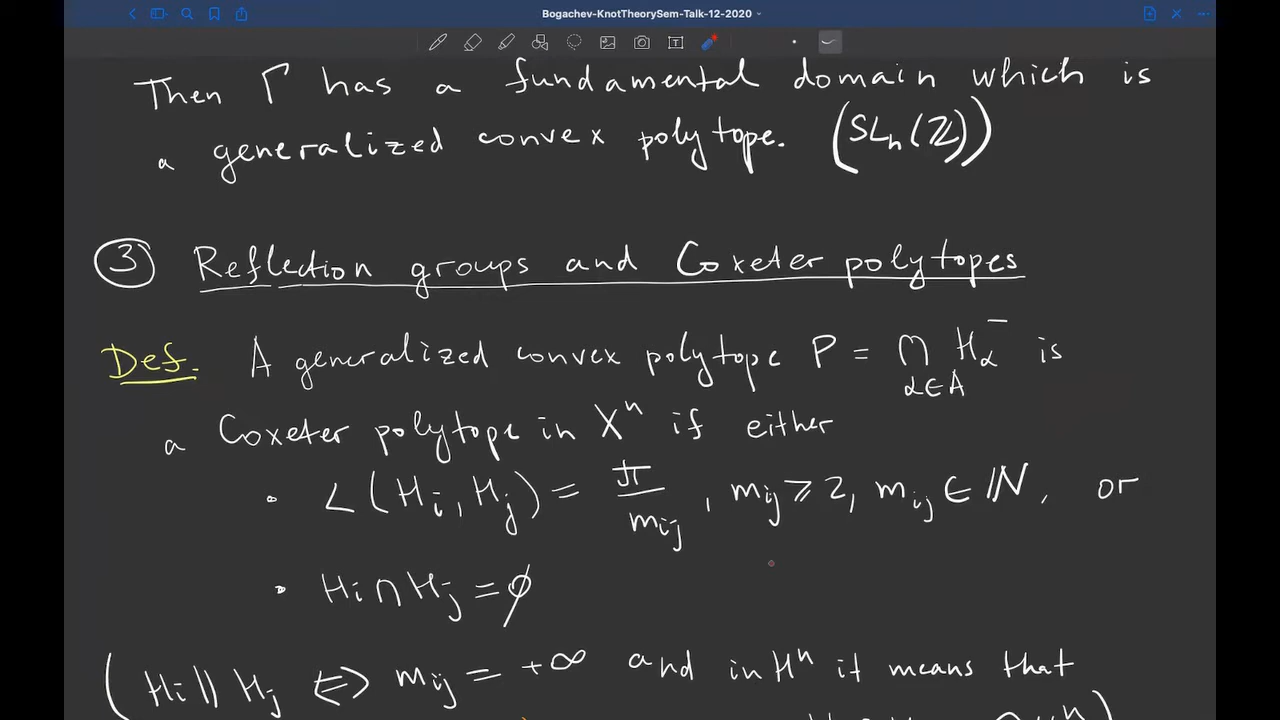 Bogachev-KnotTheorySem-Talk-12-2020
Then Γ has a fundamental domain which is
a generalized convex polytope. (SLn(ℤ))
③ Reflection groups and Coxeter polytopes
Def. A generalized convex polytope P = ∩ Hα⁻ is
α∈A
a Coxeter polytope in Xⁿ if either
• ∠(Hi, Hj) = π/mij, mij ⩾ 2, mij ∈ ℕ, or
• Hi ∩ Hj = ∅
(Hi || Hj ⇔ mij = +∞ and in Hⁿ it means that